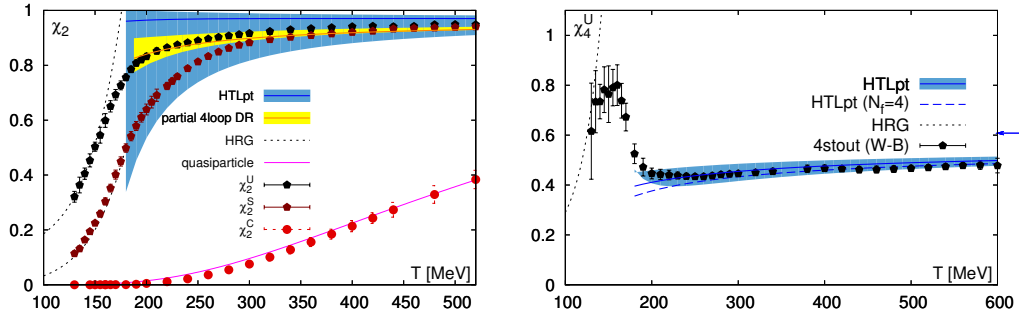 χ₂
1
0.8
0.6
0.4
0.2
0
HTLpt
partial 4loop DR
HRG
quasiparticle
χ₂ᵁ
χ₂ˢ
χ₂ᶜ
T [MeV]
100 150 200 250 300 350 400 450 500
χ₄ᵁ
1
0.8
0.6
0.4
0.2
0
HTLpt
HTLpt (N_f=4)
HRG
4stout (W-B)
T [MeV]
100 200 300 400 500 600